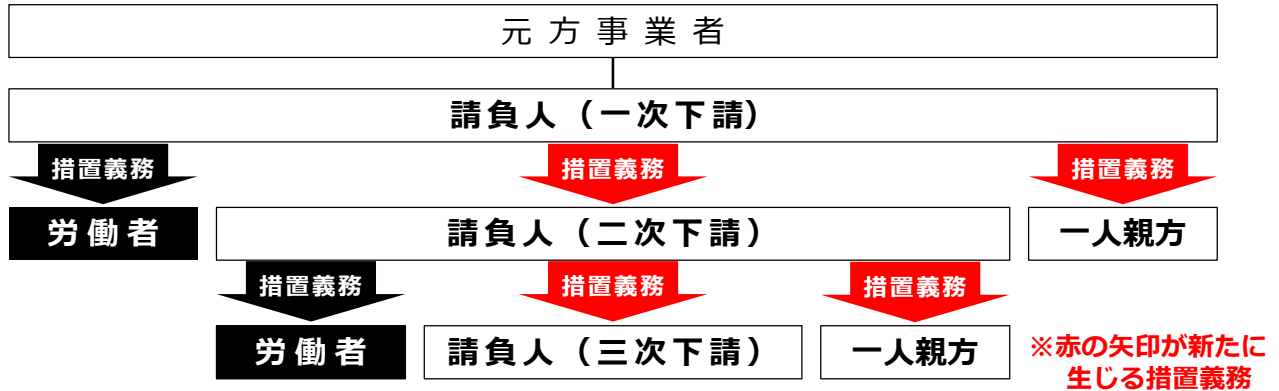 元方事業者
請負人（一次下請）
措置義務 措置義務 措置義務
労働者 請負人（二次下請） 一人親方
措置義務 措置義務 措置義務
労働者 請負人（三次下請） 一人親方
※赤の矢印が新たに
生じる措置義務